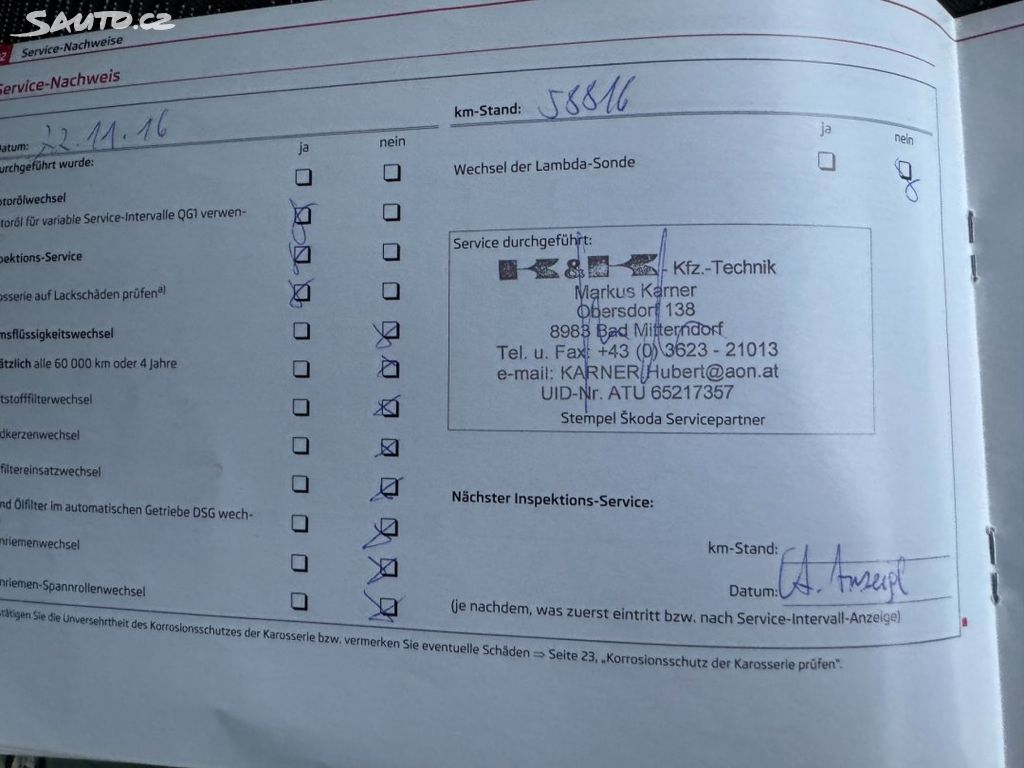 SAUTO.CZ
Service-Nachweise
Service-Nachweis
Datum: 22.11.16
km-Stand: 58816
urchgeführt wurde:
ja nein
ja nein
Wechsel der Lambda-Sonde
otorölwechsel
toröl für variable Service-Intervalle QG1 verwen-
pektions-Service
osserie auf Lackschäden prüfena)
msflüssigkeitswechsel
ätzlich alle 60 000 km oder 4 Jahre
tstofffilterwechsel
dkerzenwechsel
filtereinsatzwechsel
nd Ölfilter im automatischen Getriebe DSG wech-
nriemenwechsel
nriemen-Spannrollenwechsel
Service durchgeführt:
K & K - Kfz.-Technik
Markus Karner
Obersdorf 138
8983 Bad Mitterndorf
Tel. u. Fax: +43 (0) 3623 - 21013
e-mail: KARNER.Hubert@aon.at
UID-Nr. ATU 65217357
Stempel Škoda Servicepartner
Nächster Inspektions-Service:
km-Stand:
Datum:
(je nachdem, was zuerst eintritt bzw. nach Service-Intervall-Anzeige)
tätigen Sie die Unversehrtheit des Korrosionsschutzes der Karosserie bzw. vermerken Sie eventuelle Schäden ⇒ Seite 23, „Korrosionsschutz der Karosserie prüfen“.